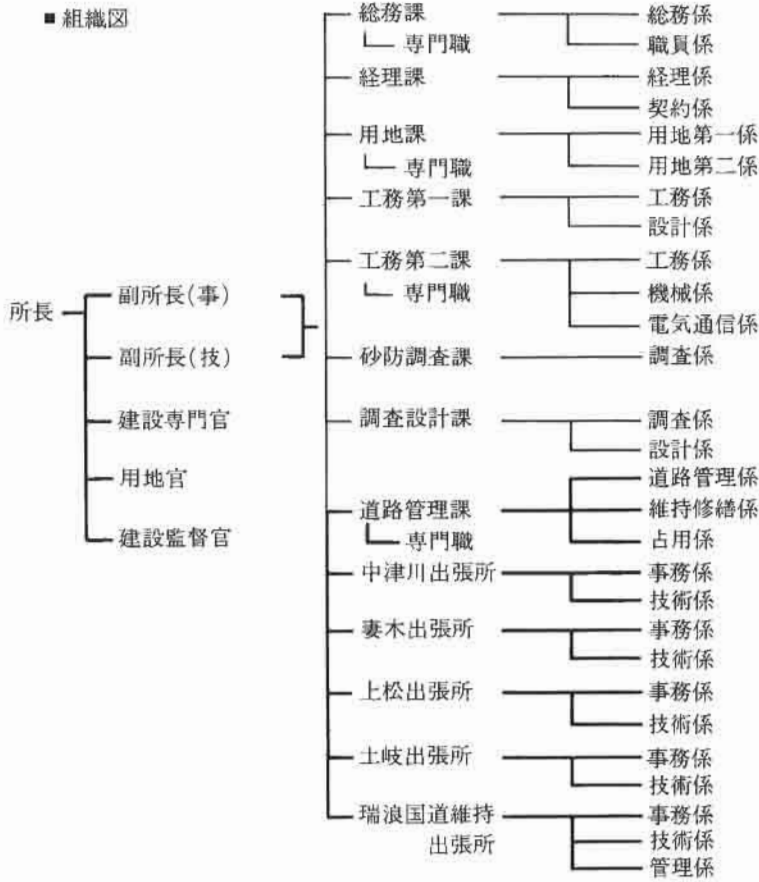 ■組織図
総務課
総務係
専門職
職員係
経理課
経理係
契約係
用地課
用地第一係
専門職
用地第二係
工務第一課
工務係
設計係
工務第二課
工務係
専門職
機械係
電気通信係
所長
副所長(事)
副所長(技)
建設専門官
用地官
建設監督官
砂防調査課
調査係
調査設計課
調査係
設計係
道路管理係
道路管理課
維持修繕係
専門職
占用係
中津川出張所
事務係
技術係
妻木出張所
事務係
技術係
上松出張所
事務係
技術係
土岐出張所
事務係
技術係
瑞浪国道維持
出張所
事務係
技術係
管理係